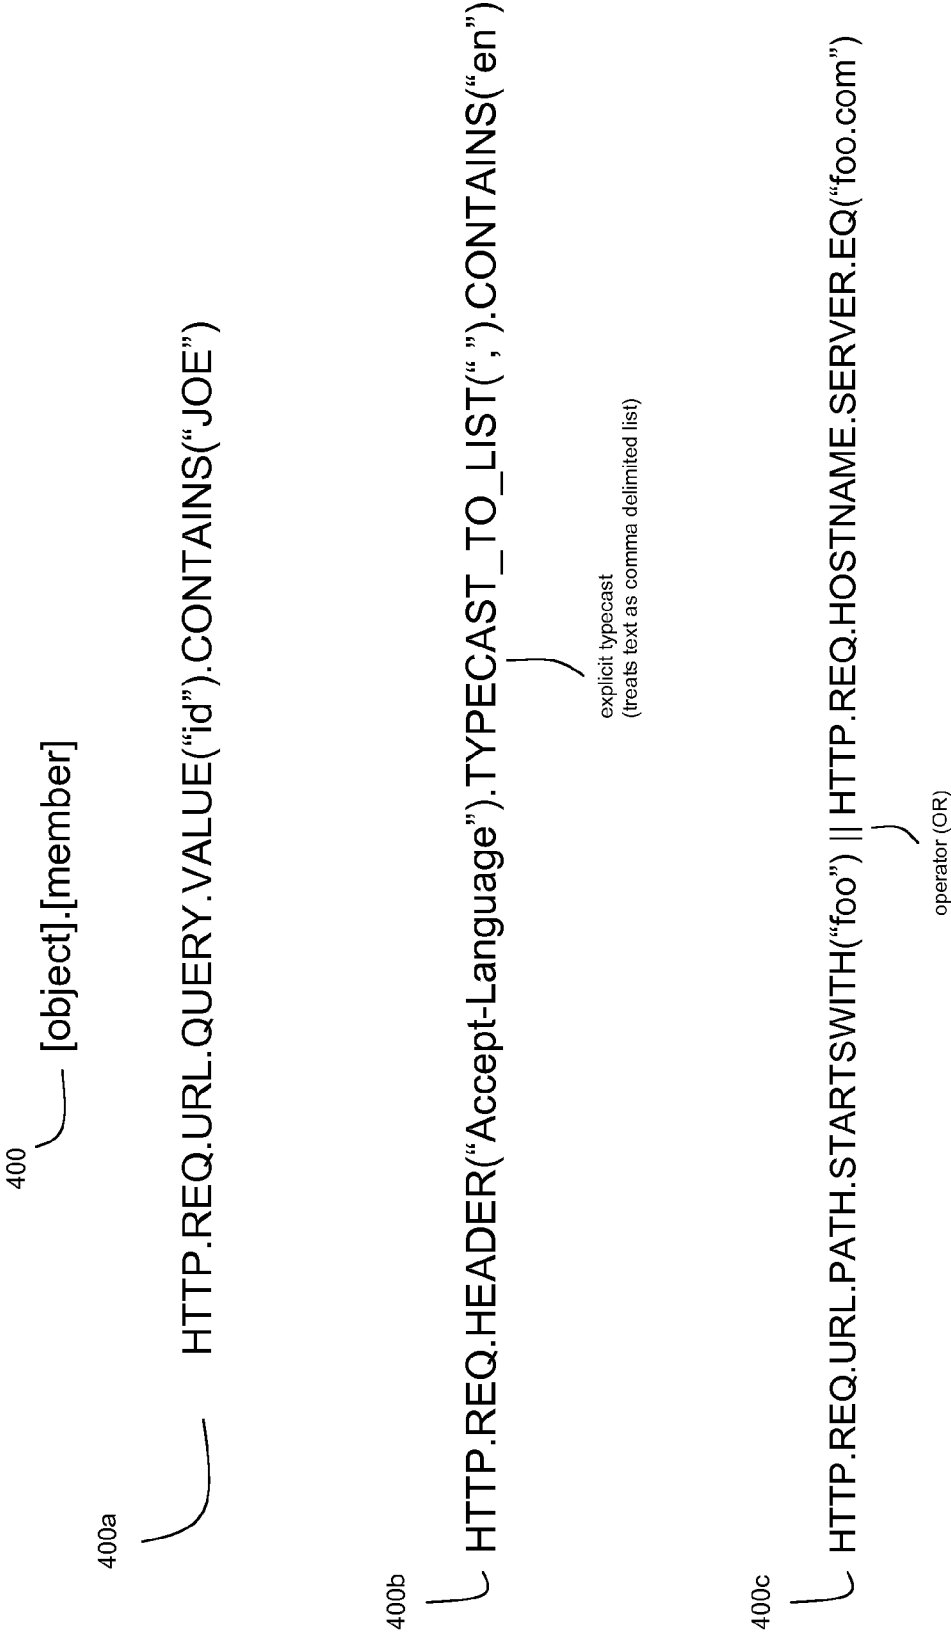 400
[object].[member]
400a
HTTP.REQ.URL.QUERY.VALUE(“id”).CONTAINS(“JOE”)
400b
HTTP.REQ.HEADER(“Accept-Language”).TYPECAST_TO_LIST(“,”).CONTAINS(“en”)
explicit typecast
(treats text as comma delimited list)
400c
HTTP.REQ.URL.PATH.STARTSWITH(“foo”) || HTTP.REQ.HOSTNAME.SERVER.EQ(“foo.com”)
operator (OR)